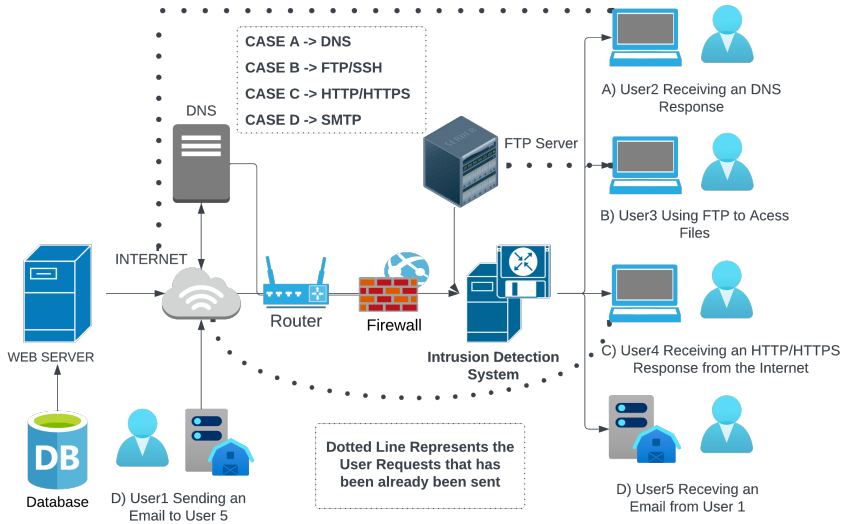 CASE A -> DNS
CASE B -> FTP/SSH
CASE C -> HTTP/HTTPS
CASE D -> SMTP
A) User2 Receiving an DNS
Response
DNS
SERVER
FTP Server
B) User3 Using FTP to Acess
Files
INTERNET
Router
Firewall
WEB SERVER
Intrusion Detection
System
C) User4 Receiving an HTTP/HTTPS
Response from the Internet
DB
Database
D) User1 Sending an
Email to User 5
Dotted Line Represents the
User Requests that has
been already been sent
D) User5 Receving an
Email from User 1